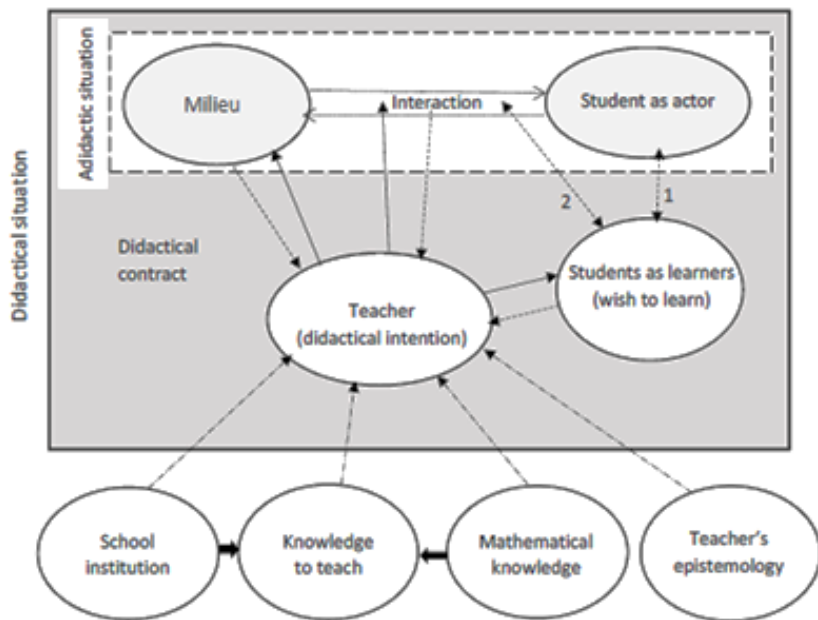 Didactical situation
Adidactic situation
Milieu
Interaction
Student as actor
2
1
Didactical
contract
Students as learners
(wish to learn)
Teacher
(didactical intention)
School
institution
Knowledge
to teach
Mathematical
knowledge
Teacher's
epistemology